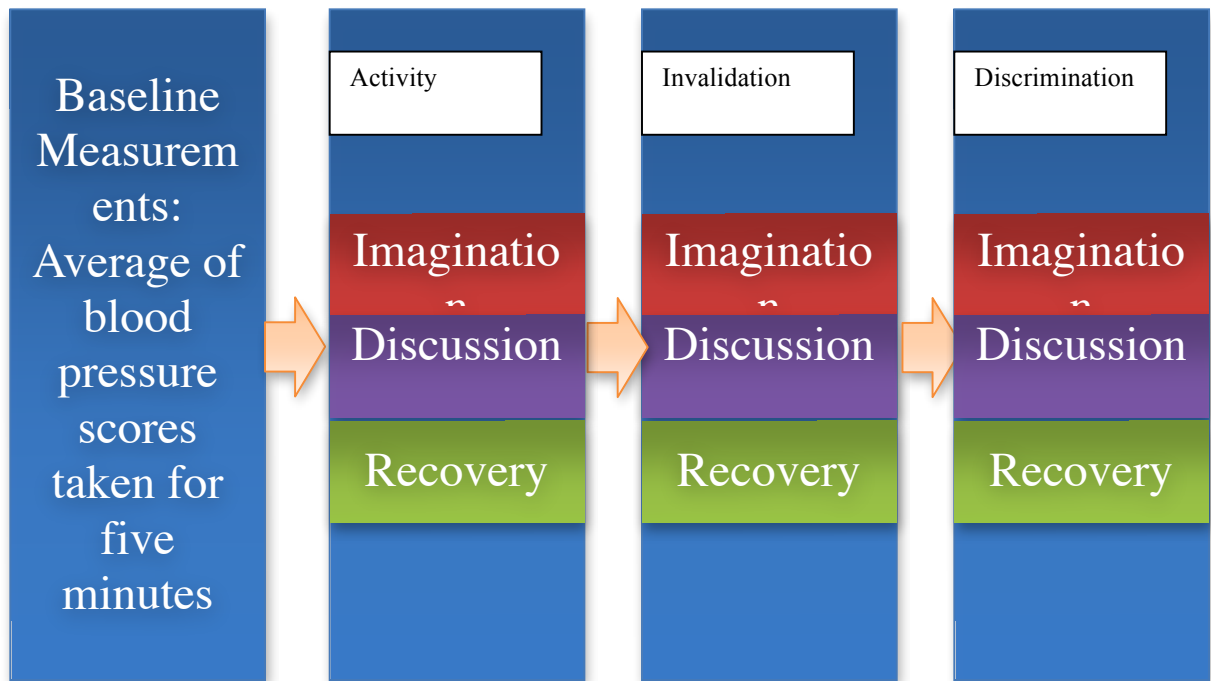 Baseline
Measurem
ents:
Average of
blood
pressure
scores
taken for
five
minutes
Activity
Imaginatio
n
Discussion
Recovery
Invalidation
Imaginatio
n
Discussion
Recovery
Discrimination
Imaginatio
n
Discussion
Recovery